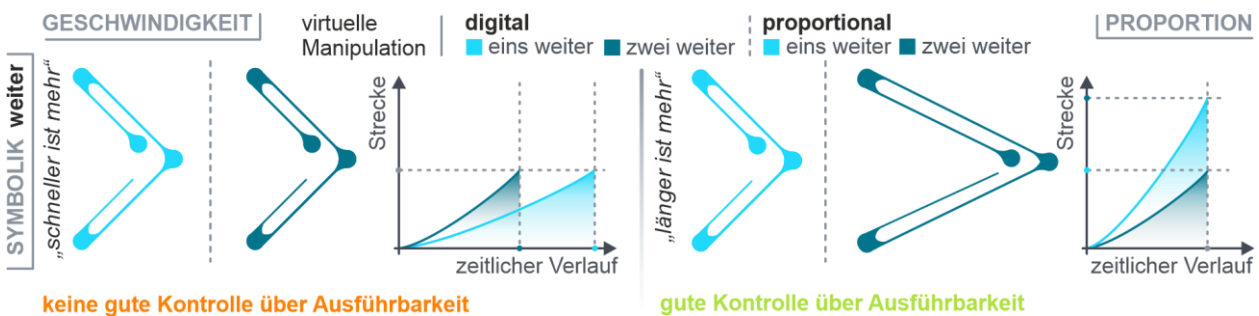 GESCHWINDIGKEIT
virtuelle
Manipulation
digital
eins weiter zwei weiter
proportional
eins weiter zwei weiter
PROPORTION
SYMBOLIK weiter
„schneller ist mehr“
Strecke
zeitlicher Verlauf
„länger ist mehr“
Strecke
zeitlicher Verlauf
keine gute Kontrolle über Ausführbarkeit
gute Kontrolle über Ausführbarkeit